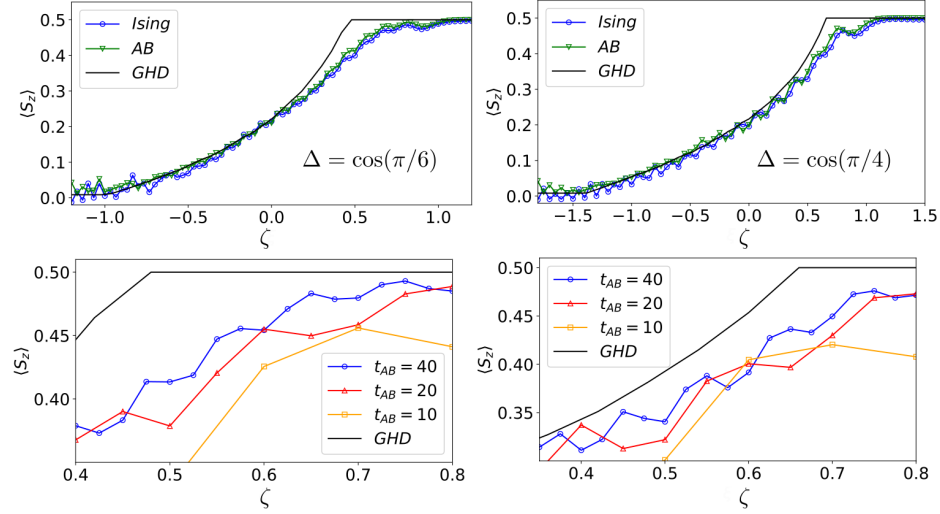 0.5
0.4
0.3
0.2
0.1
0.0
⟨S_z⟩
Ising
AB
GHD
Δ = cos(π/6)
−1.0 −0.5 0.0 0.5 1.0
ζ
0.5
0.4
0.3
0.2
0.1
0.0
⟨S_z⟩
Ising
AB
GHD
Δ = cos(π/4)
−1.5 −1.0 −0.5 0.0 0.5 1.0 1.5
ζ
0.50
0.45
0.40
⟨S_z⟩
t_AB = 40
t_AB = 20
t_AB = 10
GHD
0.4 0.5 0.6 0.7 0.8
ζ
0.50
0.45
0.40
0.35
⟨S_z⟩
t_AB = 40
t_AB = 20
t_AB = 10
GHD
0.4 0.5 0.6 0.7 0.8
ζ